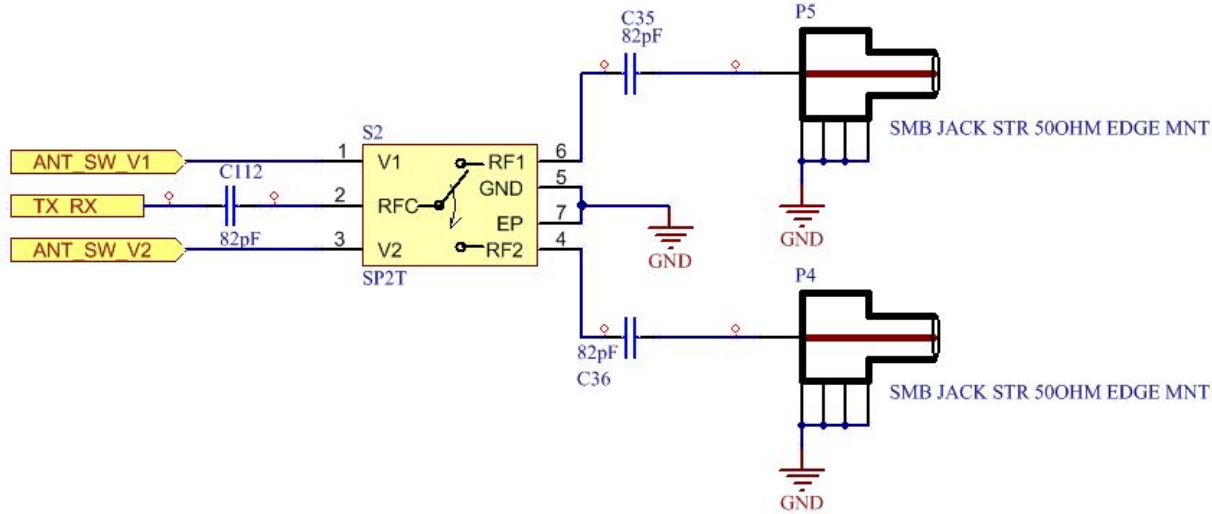 C35
82pF
P5
SMB JACK STR 50OHM EDGE MNT
GND
S2
ANT_SW_V1
1
V1
RF1
6
C112
GND
5
TX_RX
2
RFC
82pF
EP
7
GND
ANT_SW_V2
3
V2
RF2
4
SP2T
P4
82pF
C36
SMB JACK STR 50OHM EDGE MNT
GND